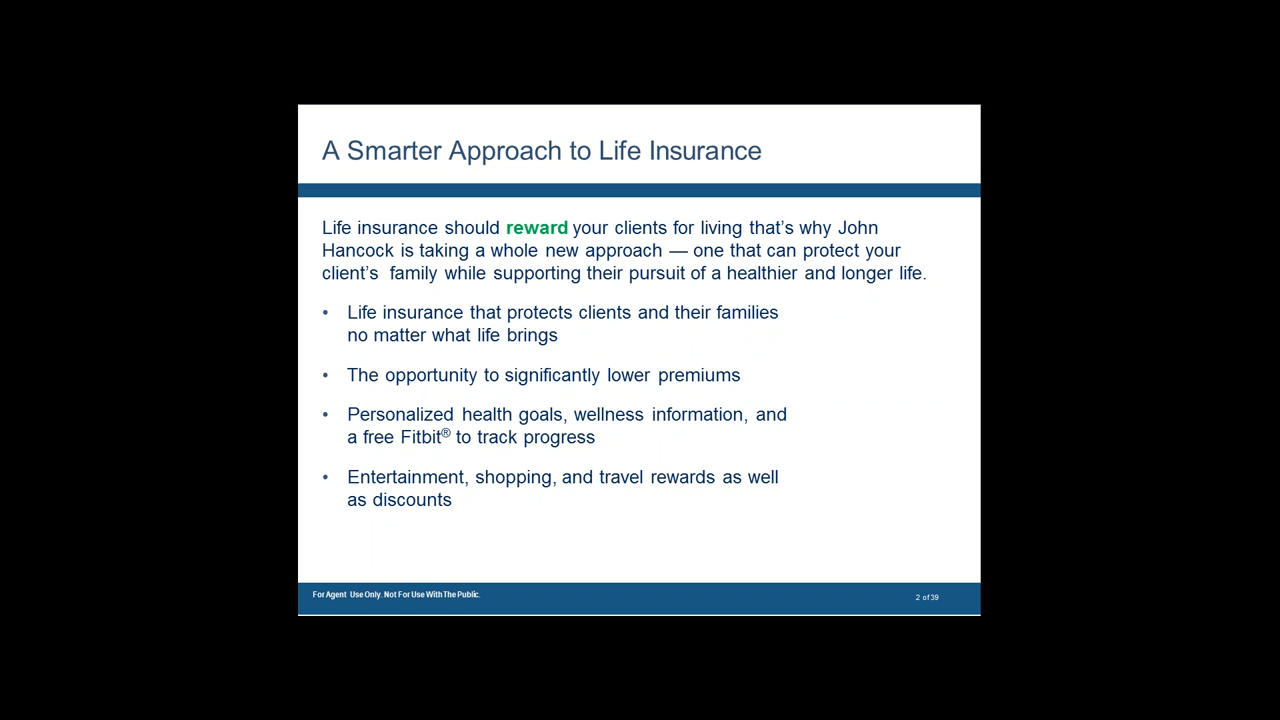 A Smarter Approach to Life Insurance
Life insurance should reward your clients for living that’s why John
Hancock is taking a whole new approach — one that can protect your
client’s family while supporting their pursuit of a healthier and longer life.
• Life insurance that protects clients and their families
no matter what life brings
• The opportunity to significantly lower premiums
• Personalized health goals, wellness information, and
a free Fitbit® to track progress
• Entertainment, shopping, and travel rewards as well
as discounts
For Agent Use Only. Not For Use With The Public.
2 of 39